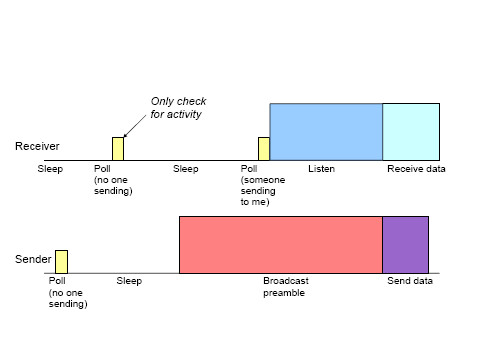 Only check
for activity
Receiver
Sleep
Poll
(no one
sending)
Sleep
Poll
(someone
sending
to me)
Listen
Receive data
Sender
Poll
(no one
sending)
Sleep
Broadcast
preamble
Send data